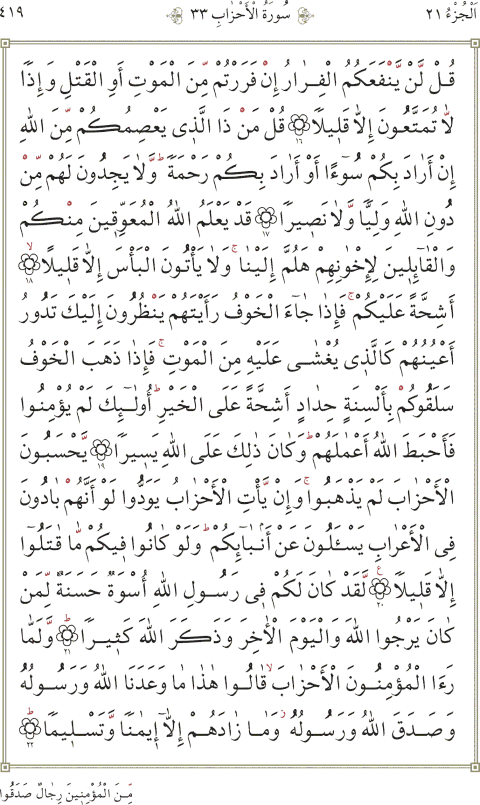 اَلْجُزْءُ ٢١ سُورَةُ الْأَحْزَابِ ٣٣ ٤١٩
قُلْ لَنْ يَنْفَعَكُمُ الْفِرَارُ إِنْ فَرَرْتُمْ مِنَ الْمَوْتِ أَوِ الْقَتْلِ وَ إِذًا
لَا تُمَتَّعُونَ إِلَّا قَلِيلًا ١٦ قُلْ مَنْ ذَا الَّذِي يَعْصِمُكُمْ مِنَ اللَّهِ
إِنْ أَرَادَ بِكُمْ سُوٓءًا أَوْ أَرَادَ بِكُمْ رَحْمَةً ۚ وَ لَا يَجِدُونَ لَهُمْ مِنْ
دُونِ اللَّهِ وَلِيًّا وَ لَا نَصِيرًا ١٧ قَدْ يَعْلَمُ اللَّهُ الْمُعَوِّقِينَ مِنْكُمْ
وَ الْقَآئِلِينَ لِإِخْوٰنِهِمْ هَلُمَّ إِلَيْنَا ۖ وَ لَا يَأْتُونَ الْبَأْسَ إِلَّا قَلِيلًا ١٨
أَشِحَّةً عَلَيْكُمْ ۖ فَإِذَا جَآءَ الْخَوْفُ رَأَيْتَهُمْ يَنْظُرُونَ إِلَيْكَ تَدُورُ
أَعْيُنُهُمْ كَالَّذِي يُغْشٰى عَلَيْهِ مِنَ الْمَوْتِ ۖ فَإِذَا ذَهَبَ الْخَوْفُ
سَلَقُوكُمْ بِأَلْسِنَةٍ حِدَادٍ أَشِحَّةً عَلَى الْخَيْرِ ۚ أُولٰٓئِكَ لَمْ يُؤْمِنُوا
فَأَحْبَطَ اللَّهُ أَعْمٰلَهُمْ ۚ وَ كَانَ ذٰلِكَ عَلَى اللَّهِ يَسِيرًا ١٩ يَحْسَبُونَ
الْأَحْزَابَ لَمْ يَذْهَبُوا ۖ وَ إِنْ يَأْتِ الْأَحْزَابُ يَوَدُّوا لَوْ أَنَّهُمْ بَادُونَ
فِي الْأَعْرَابِ يَسْـَٔلُونَ عَنْ أَنْبَآئِكُمْ ۚ وَ لَوْ كَانُوا فِيكُمْ مَا قٰتَلُوٓا
إِلَّا قَلِيلًا ٢٠ لَقَدْ كَانَ لَكُمْ فِي رَسُولِ اللَّهِ أُسْوَةٌ حَسَنَةٌ لِمَنْ
كَانَ يَرْجُوا اللَّهَ وَ الْيَوْمَ الْأٰخِرَ وَ ذَكَرَ اللَّهَ كَثِيرًا ٢١ وَ لَمَّا
رَءَا الْمُؤْمِنُونَ الْأَحْزَابَ ۙ قَالُوا هٰذَا مَا وَعَدَنَا اللَّهُ وَ رَسُولُهُ
وَ صَدَقَ اللَّهُ وَ رَسُولُهُ ۚ وَ مَا زَادَهُمْ إِلَّآ إِيمٰنًا وَ تَسْلِيمًا ٢٢
مِنَ الْمُؤْمِنِينَ رِجَالٌ صَدَقُوا